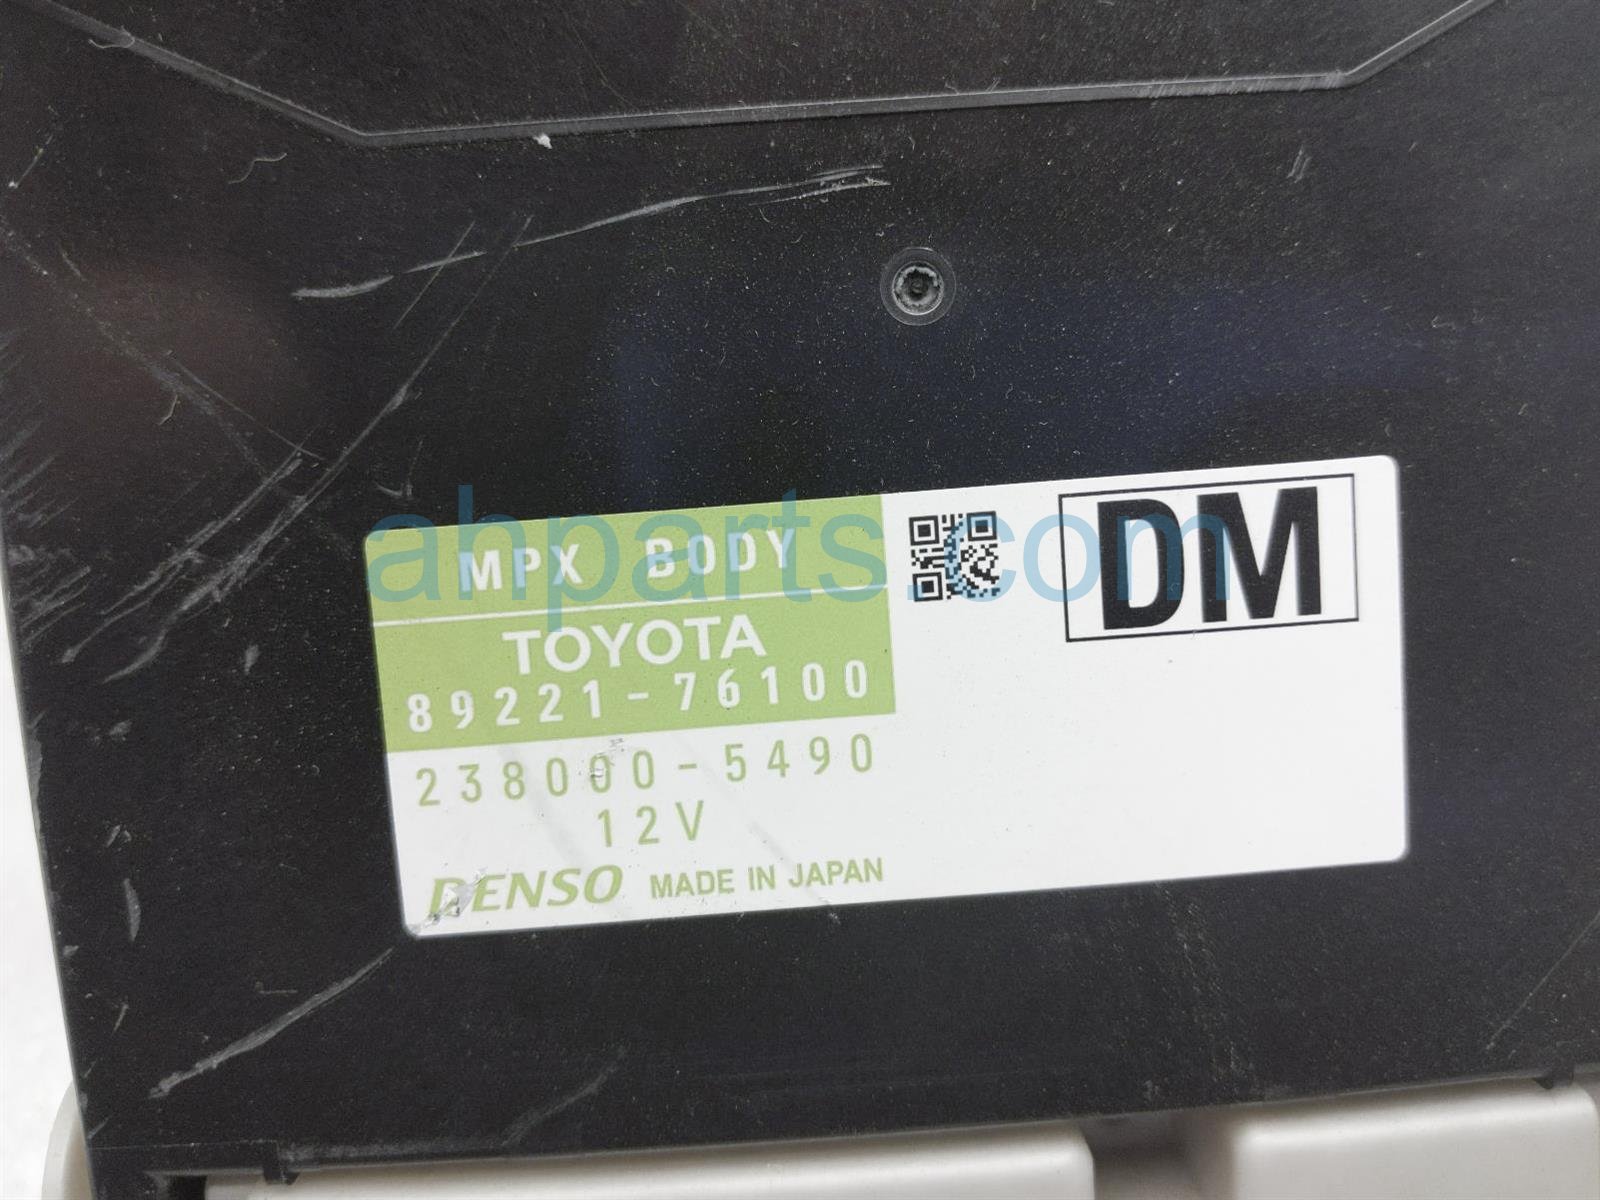 MPX BODY
TOYOTA
89221-76100
238000-5490
12V
DENSO MADE IN JAPAN
DM
ahparts.com